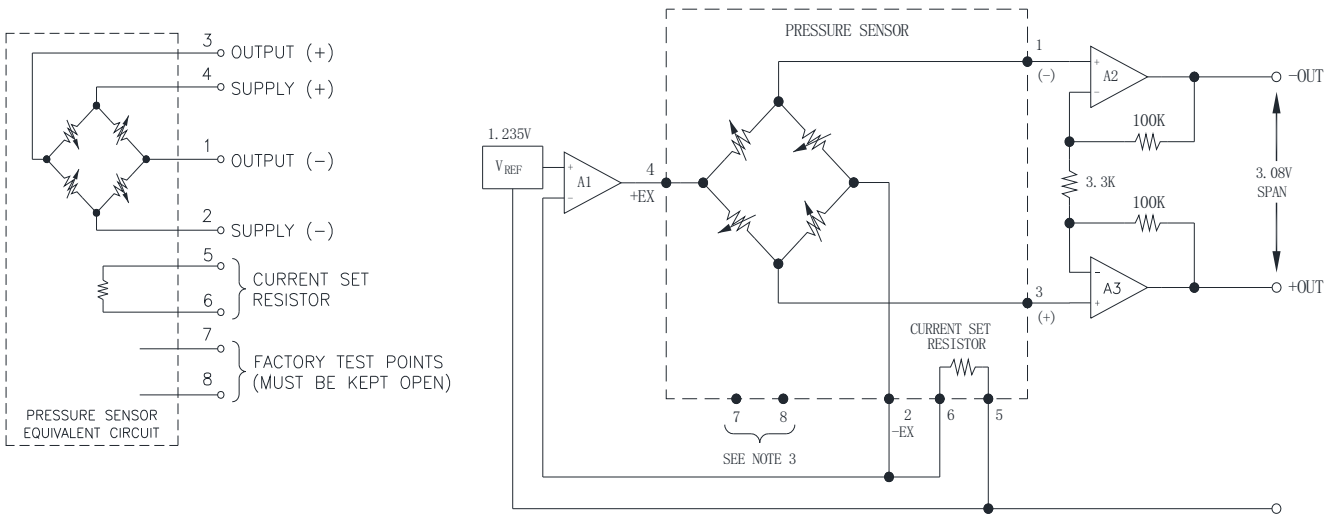 3
OUTPUT (+)
4
SUPPLY (+)
1
OUTPUT (-)
2
SUPPLY (-)
5
CURRENT SET
RESISTOR
6
7
FACTORY TEST POINTS
(MUST BE KEPT OPEN)
8
PRESSURE SENSOR
EQUIVALENT CIRCUIT
PRESSURE SENSOR
1.235V
VREF
+
-
A1
4
+EX
1
(-)
+
-
A2
-OUT
100K
3.3K
3.08V
SPAN
100K
-
+
A3
+OUT
3
(+)
CURRENT SET
RESISTOR
7
8
2
-EX
6
5
SEE NOTE 3